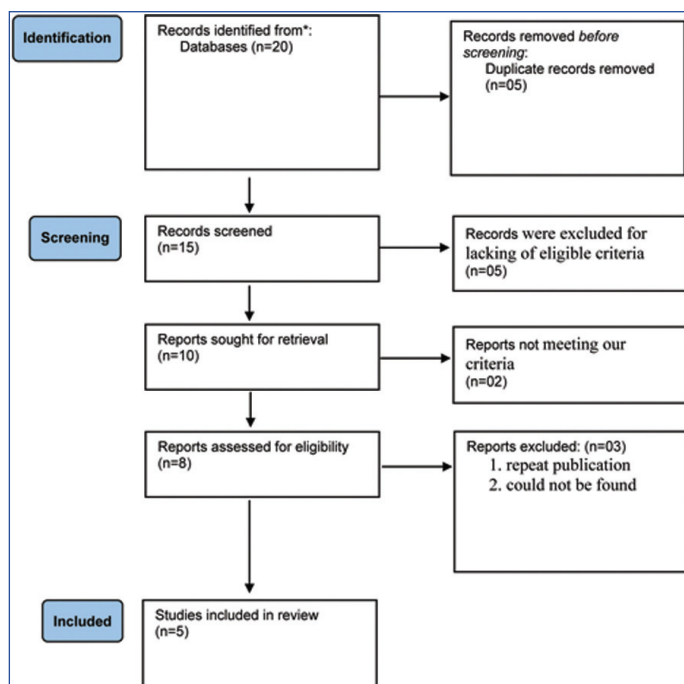 Identification
Records identified from*:
Databases (n=20)
Records removed before
screening:
Duplicate records removed
(n=05)
Screening
Records screened
(n=15)
Records were excluded for
lacking of eligible criteria
(n=05)
Reports sought for retrieval
(n=10)
Reports not meeting our
criteria
(n=02)
Reports assessed for eligibility
(n=8)
Reports excluded: (n=03)
1. repeat publication
2. could not be found
Included
Studies included in review
(n=5)